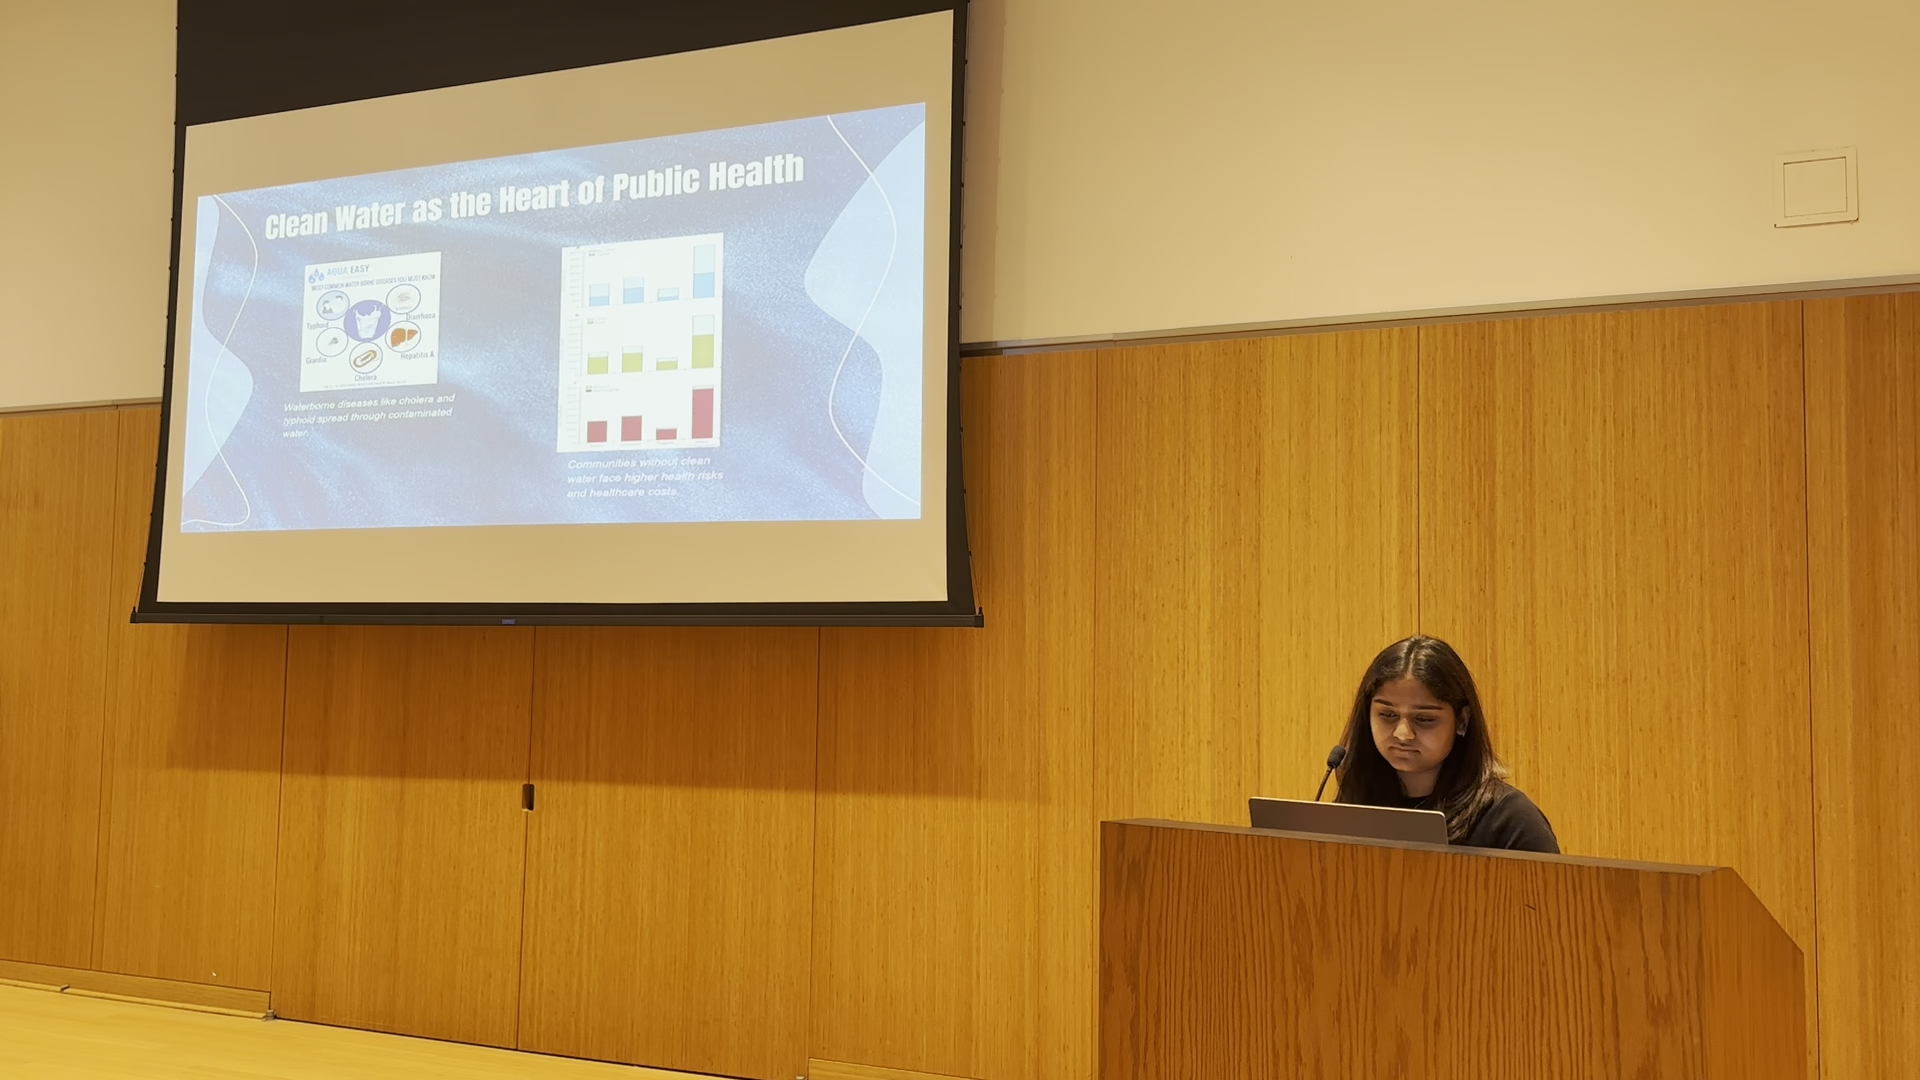 Clean Water as the Heart of Public Health
AQUA EASY
MOST COMMON WATER BORNE DISEASES YOU MUST KNOW
Typhoid
Diarrhoea
Giardia
Hepatitis A
Cholera
Waterborne diseases like cholera and
typhoid spread through contaminated
water.
Communities without clean
water face higher health risks
and healthcare costs.